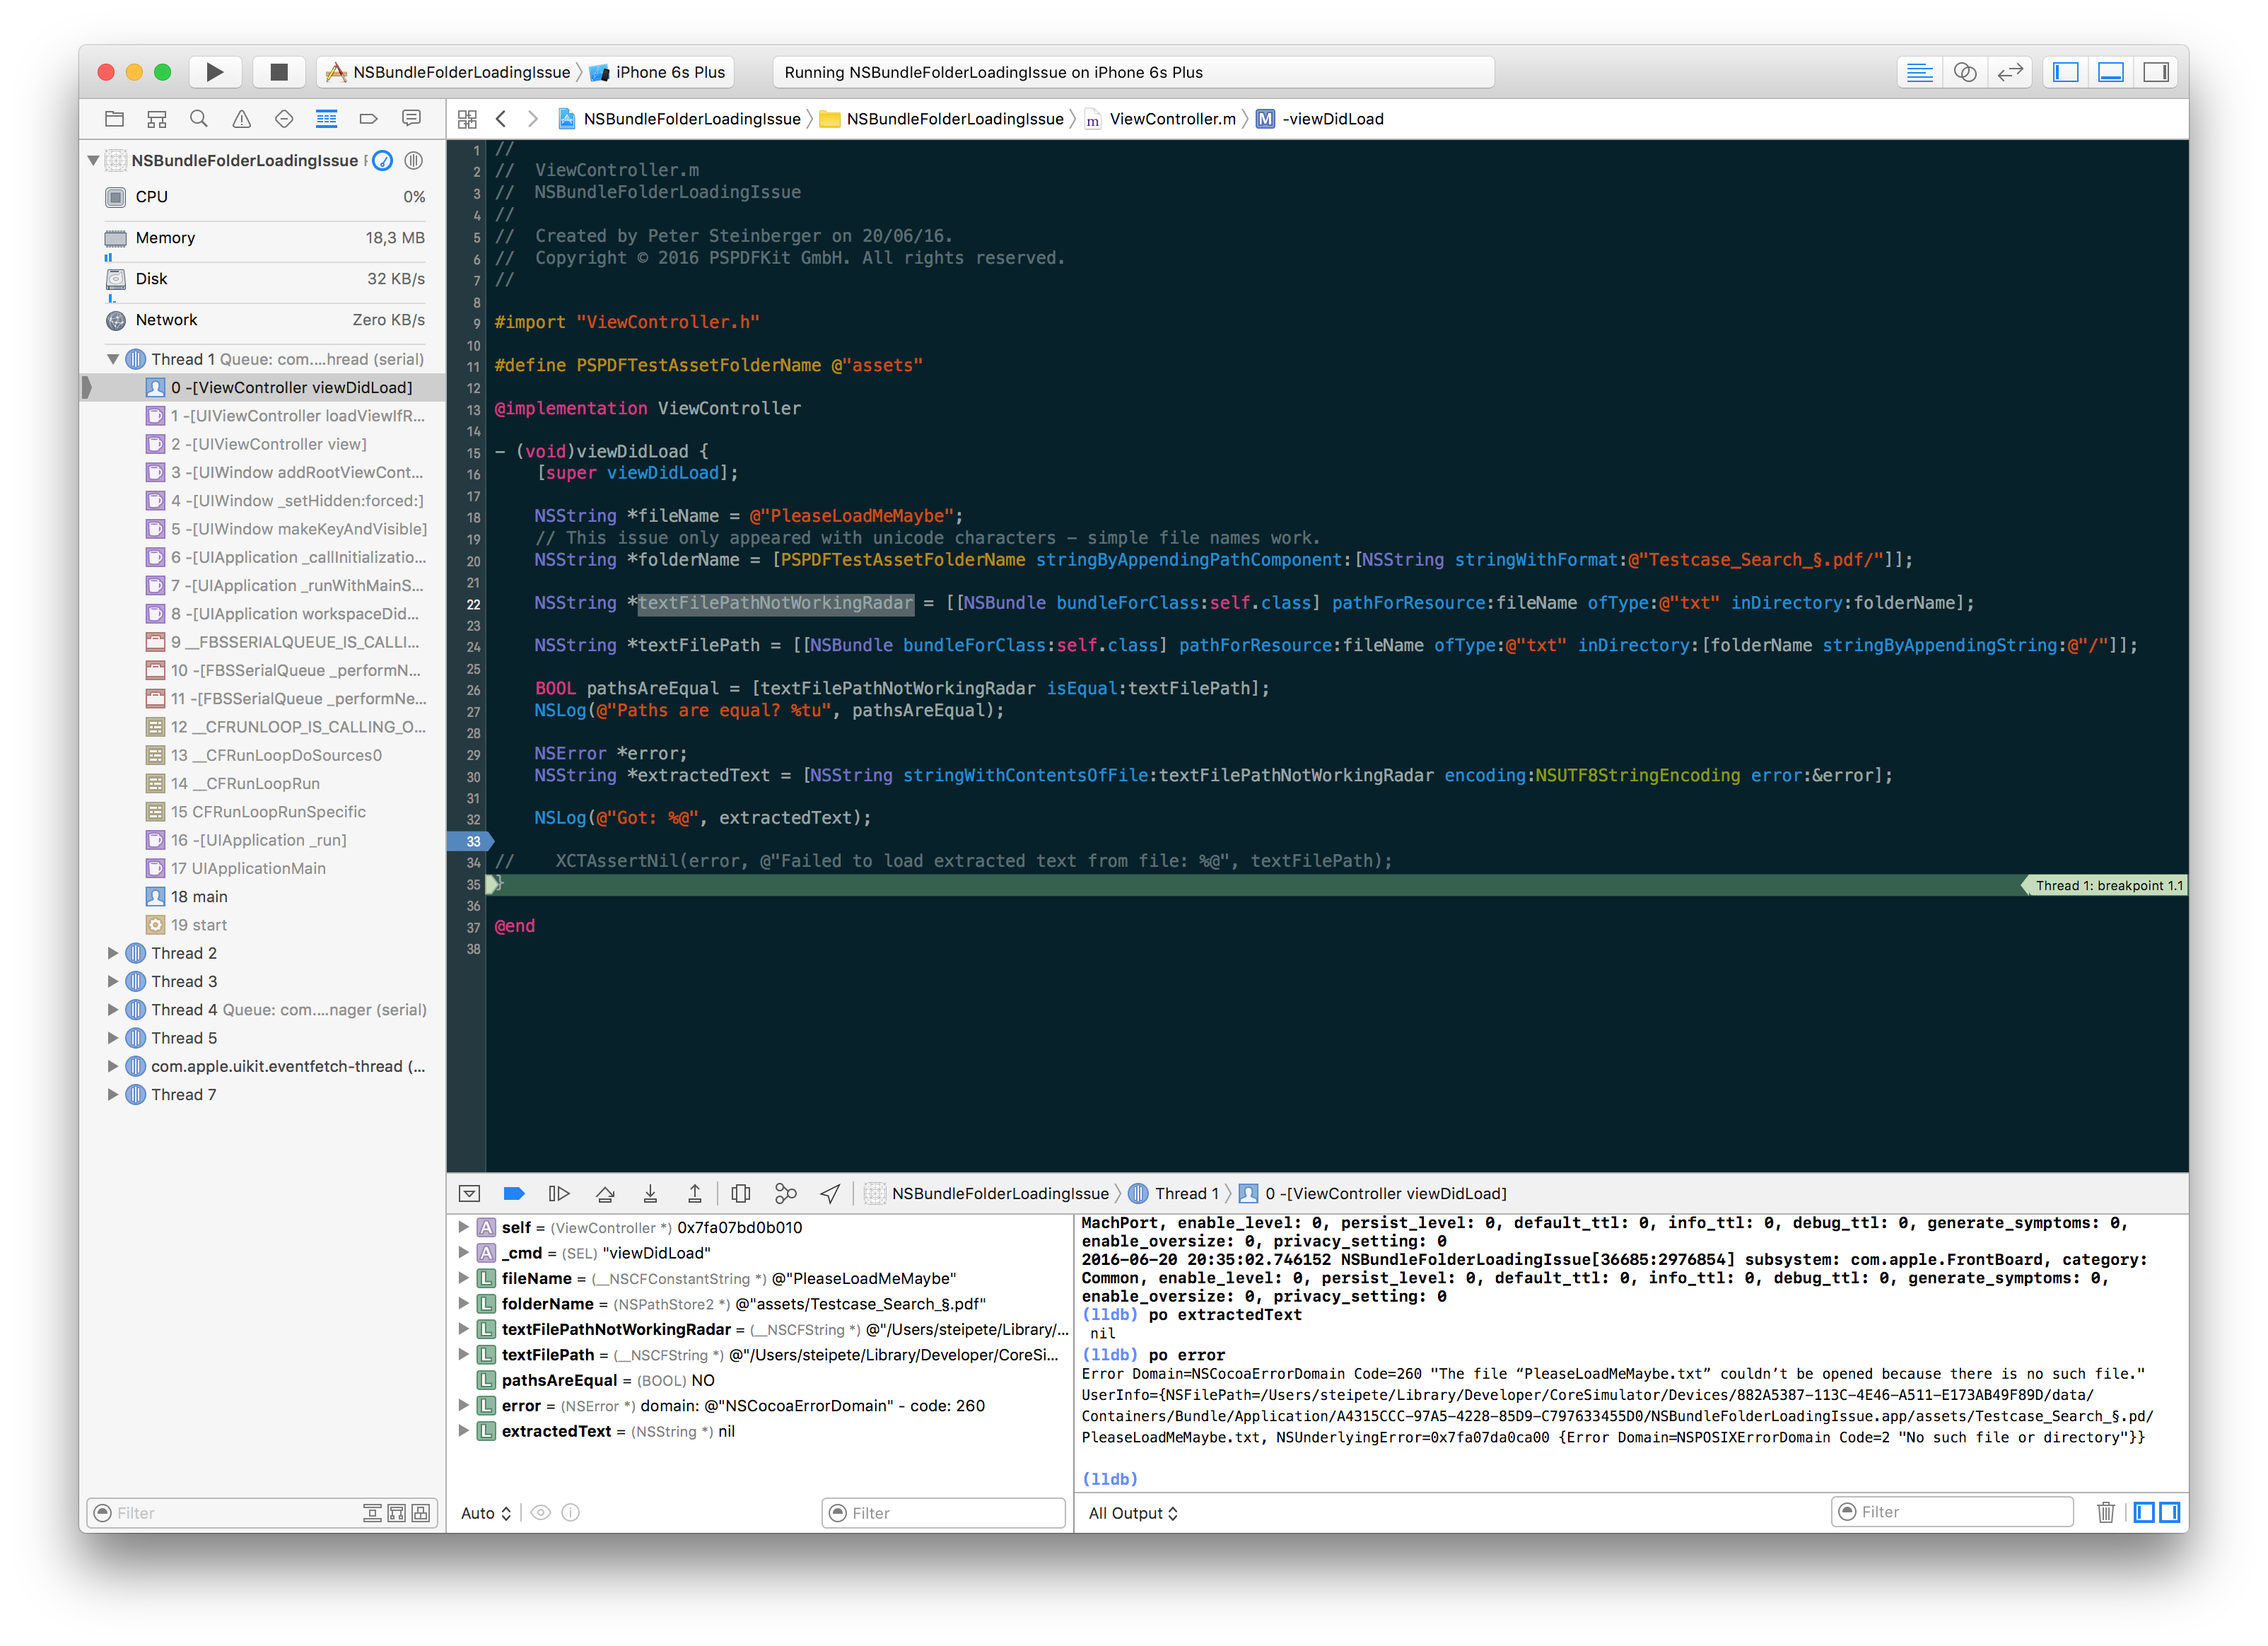 NSBundleFolderLoadingIssue iPhone 6s Plus
Running NSBundleFolderLoadingIssue on iPhone 6s Plus
NSBundleFolderLoadingIssue
CPU 0%
Memory 18,3 MB
Disk 32 KB/s
Network Zero KB/s
Thread 1 Queue: com....hread (serial)
0 -[ViewController viewDidLoad]
1 -[UIViewController loadViewIfR...
2 -[UIViewController view]
3 -[UIWindow addRootViewCont...
4 -[UIWindow _setHidden:forced:]
5 -[UIWindow makeKeyAndVisible]
6 -[UIApplication _callInitializatio...
7 -[UIApplication _runWithMainS...
8 -[UIApplication workspaceDid...
9 __FBSSERIALQUEUE_IS_CALLI...
10 -[FBSSerialQueue _performN...
11 -[FBSSerialQueue _performNe...
12 __CFRUNLOOP_IS_CALLING_O...
13 __CFRunLoopDoSources0
14 __CFRunLoopRun
15 CFRunLoopRunSpecific
16 -[UIApplication _run]
17 UIApplicationMain
18 main
19 start
Thread 2
Thread 3
Thread 4 Queue: com....nager (serial)
Thread 5
com.apple.uikit.eventfetch-thread (...
Thread 7
Filter
NSBundleFolderLoadingIssue NSBundleFolderLoadingIssue m ViewController.m M -viewDidLoad
1 //
2 //  ViewController.m
3 //  NSBundleFolderLoadingIssue
4 //
5 //  Created by Peter Steinberger on 20/06/16.
6 //  Copyright © 2016 PSPDFKit GmbH. All rights reserved.
7 //
8
9 #import "ViewController.h"
10
11 #define PSPDFTestAssetFolderName @"assets"
12
13 @implementation ViewController
14
15 - (void)viewDidLoad {
16     [super viewDidLoad];
17
18     NSString *fileName = @"PleaseLoadMeMaybe";
19     // This issue only appeared with unicode characters – simple file names work.
20     NSString *folderName = [PSPDFTestAssetFolderName stringByAppendingPathComponent:[NSString stringWithFormat:@"Testcase_Search_§.pdf/"]];
21
22     NSString *textFilePathNotWorkingRadar = [[NSBundle bundleForClass:self.class] pathForResource:fileName ofType:@"txt" inDirectory:folderName];
23
24     NSString *textFilePath = [[NSBundle bundleForClass:self.class] pathForResource:fileName ofType:@"txt" inDirectory:[folderName stringByAppendingString:@"/"]];
25
26     BOOL pathsAreEqual = [textFilePathNotWorkingRadar isEqual:textFilePath];
27     NSLog(@"Paths are equal? %tu", pathsAreEqual);
28
29     NSError *error;
30     NSString *extractedText = [NSString stringWithContentsOfFile:textFilePathNotWorkingRadar encoding:NSUTF8StringEncoding error:&error];
31
32     NSLog(@"Got: %@", extractedText);
33
34 //    XCTAssertNil(error, @"Failed to load extracted text from file: %@", textFilePath);
35 } Thread 1: breakpoint 1.1
36
37 @end
38
NSBundleFolderLoadingIssue Thread 1 0 -[ViewController viewDidLoad]
A self = (ViewController *) 0x7fa07bd0b010
A _cmd = (SEL) "viewDidLoad"
L fileName = (__NSCFConstantString *) @"PleaseLoadMeMaybe"
L folderName = (NSPathStore2 *) @"assets/Testcase_Search_§.pdf"
L textFilePathNotWorkingRadar = (__NSCFString *) @"/Users/steipete/Library/...
L textFilePath = (__NSCFString *) @"/Users/steipete/Library/Developer/CoreSi...
L pathsAreEqual = (BOOL) NO
L error = (NSError *) domain: @"NSCocoaErrorDomain" - code: 260
L extractedText = (NSString *) nil
Auto Filter
MachPort, enable_level: 0, persist_level: 0, default_ttl: 0, info_ttl: 0, debug_ttl: 0, generate_symptoms: 0,
enable_oversize: 0, privacy_setting: 0
2016-06-20 20:35:02.746152 NSBundleFolderLoadingIssue[36685:2976854] subsystem: com.apple.FrontBoard, category:
Common, enable_level: 0, persist_level: 0, default_ttl: 0, info_ttl: 0, debug_ttl: 0, generate_symptoms: 0,
enable_oversize: 0, privacy_setting: 0
(lldb) po extractedText
nil
(lldb) po error
Error Domain=NSCocoaErrorDomain Code=260 "The file “PleaseLoadMeMaybe.txt” couldn’t be opened because there is no such file."
UserInfo={NSFilePath=/Users/steipete/Library/Developer/CoreSimulator/Devices/882A5387-113C-4E46-A511-E173AB49F89D/data/
Containers/Bundle/Application/A4315CCC-97A5-4228-85D9-C797633455D0/NSBundleFolderLoadingIssue.app/assets/Testcase_Search_§.pd/
PleaseLoadMeMaybe.txt, NSUnderlyingError=0x7fa07da0ca00 {Error Domain=NSPOSIXErrorDomain Code=2 "No such file or directory"}}
(lldb)
All Output Filter